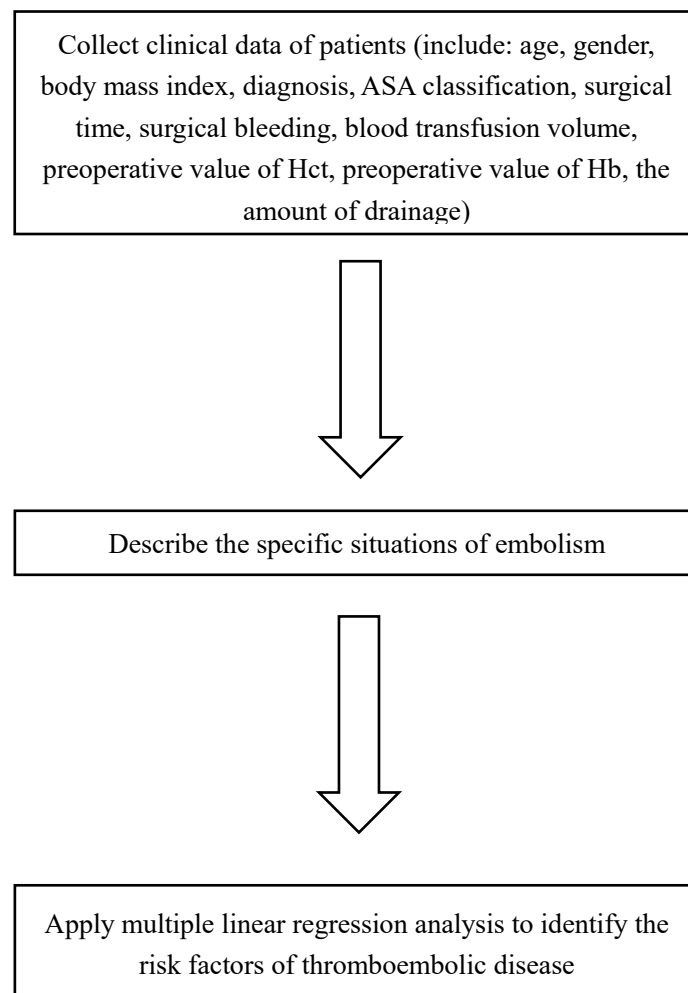 Collect clinical data of patients (include: age, gender,
body mass index, diagnosis, ASA classification, surgical
time, surgical bleeding, blood transfusion volume,
preoperative value of Hct, preoperative value of Hb, the
amount of drainage)
Describe the specific situations of embolism
Apply multiple linear regression analysis to identify the
risk factors of thromboembolic disease